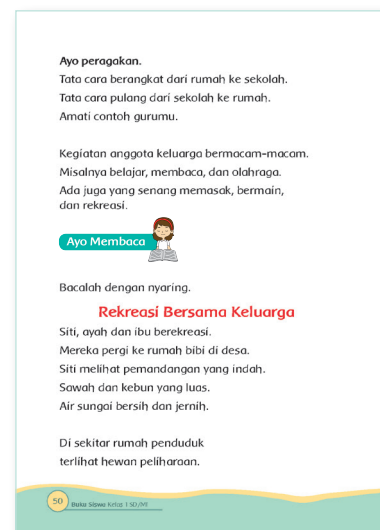 Ayo peragakan.
Tata cara berangkat dari rumah ke sekolah.
Tata cara pulang dari sekolah ke rumah.
Amati contoh gurumu.
Kegiatan anggota keluarga bermacam-macam.
Misalnya belajar, membaca, dan olahraga.
Ada juga yang senang memasak, bermain,
dan rekreasi.
Ayo Membaca
Bacalah dengan nyaring.
Rekreasi Bersama Keluarga
Siti, ayah dan ibu berekreasi.
Mereka pergi ke rumah bibi di desa.
Siti melihat pemandangan yang indah.
Sawah dan kebun yang luas.
Air sungai bersih dan jernih.
Di sekitar rumah penduduk
terlihat hewan peliharaan.
50 Buku Siswa Kelas 1 SD/MI